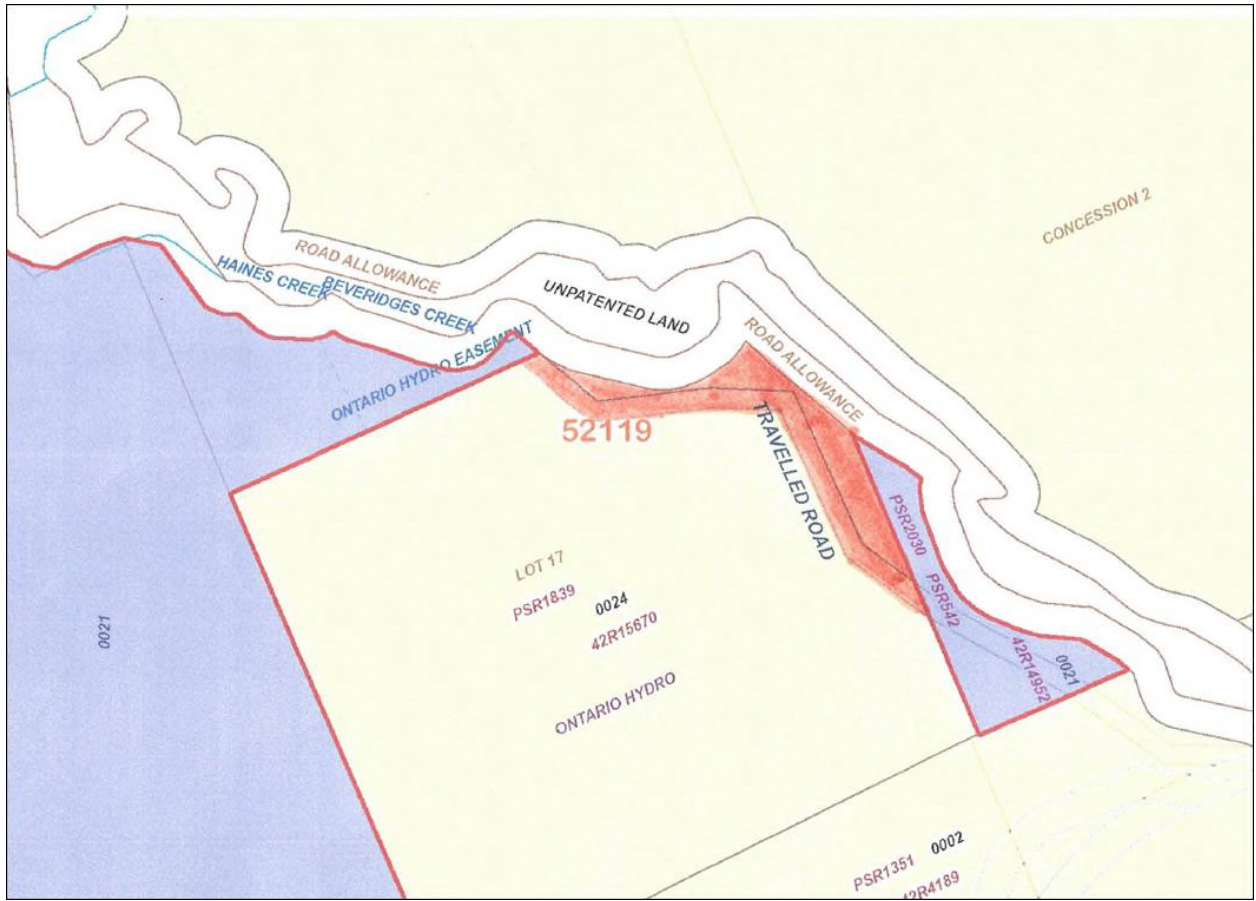 CONCESSION 2
ROAD ALLOWANCE
HAINES CREEK
BEVERIDGES CREEK
UNPATENTED LAND
ONTARIO HYDRO EASEMENT
ROAD ALLOWANCE
52119
TRAVELLED ROAD
PSR2030
PSR542
LOT 17
PSR1839
0024
42R15670
0021
42R14952
0021
ONTARIO HYDRO
PSR1351
0002
42R4189